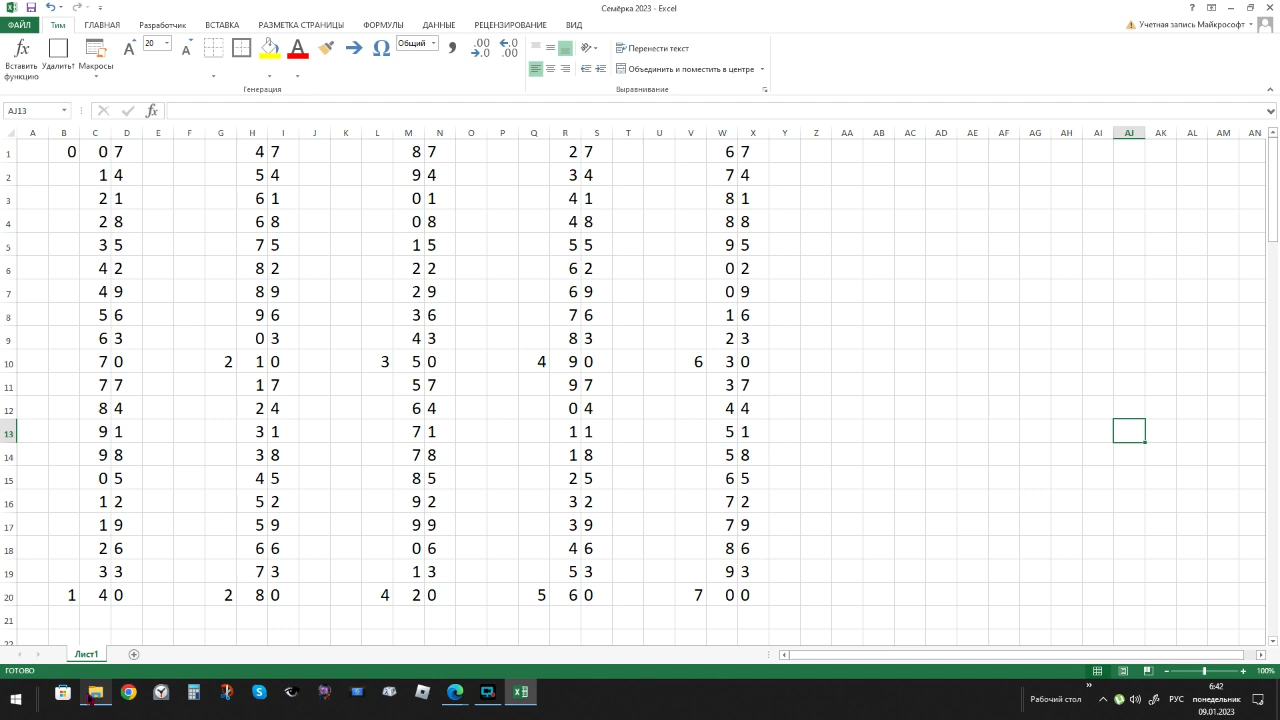 Семёрка 2023 - Excel
ФАЙЛ Тим ГЛАВНАЯ Разработчик ВСТАВКА РАЗМЕТКА СТРАНИЦЫ ФОРМУЛЫ ДАННЫЕ РЕЦЕНЗИРОВАНИЕ ВИД Учетная запись Майкрософт
Вставить функцию Удалить Макросы 20 Общий Перенести текст
Объединить и поместить в центре
Генерация Выравнивание
AJ13
A B C D E F G H I J K L M N O P Q R S T U V W X Y Z AA AB AC AD AE AF AG AH AI AJ AK AL AM AN
1 0 0 7 4 7 8 7 2 7 6 7
2 1 4 5 4 9 4 3 4 7 4
3 2 1 6 1 0 1 4 1 8 1
4 2 8 6 8 0 8 4 8 8 8
5 3 5 7 5 1 5 5 5 9 5
6 4 2 8 2 2 2 6 2 0 2
7 4 9 8 9 2 9 6 9 0 9
8 5 6 9 6 3 6 7 6 1 6
9 6 3 0 3 4 3 8 3 2 3
10 7 0 2 1 0 3 5 0 4 9 0 6 3 0
11 7 7 1 7 5 7 9 7 3 7
12 8 4 2 4 6 4 0 4 4 4
13 9 1 3 1 7 1 1 1 5 1
14 9 8 3 8 7 8 1 8 5 8
15 0 5 4 5 8 5 2 5 6 5
16 1 2 5 2 9 2 3 2 7 2
17 1 9 5 9 9 9 3 9 7 9
18 2 6 6 6 0 6 4 6 8 6
19 3 3 7 3 1 3 5 3 9 3
20 1 4 0 2 8 0 4 2 0 5 6 0 7 0 0
21
22
Лист1
ГОТОВО 100%
Рабочий стол РУС 6:42
понедельник
09.01.2023